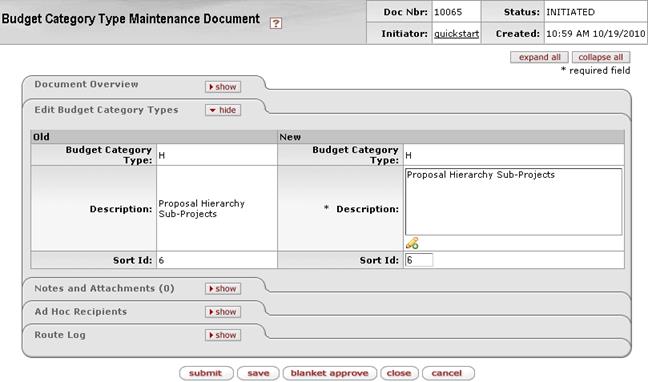 Budget Category Type Maintenance Document ?
Doc Nbr: 10065 Status: INITIATED
Initiator: quickstart Created: 10:59 AM 10/19/2010
expand all collapse all
* required field
Document Overview show
Edit Budget Category Types hide
Old New
Budget Category Type: H Budget Category Type: H
Description: Proposal Hierarchy Sub-Projects * Description: Proposal Hierarchy Sub-Projects
Sort Id: 6 Sort Id: 6
Notes and Attachments (0) show
Ad Hoc Recipients show
Route Log show
submit save blanket approve close cancel